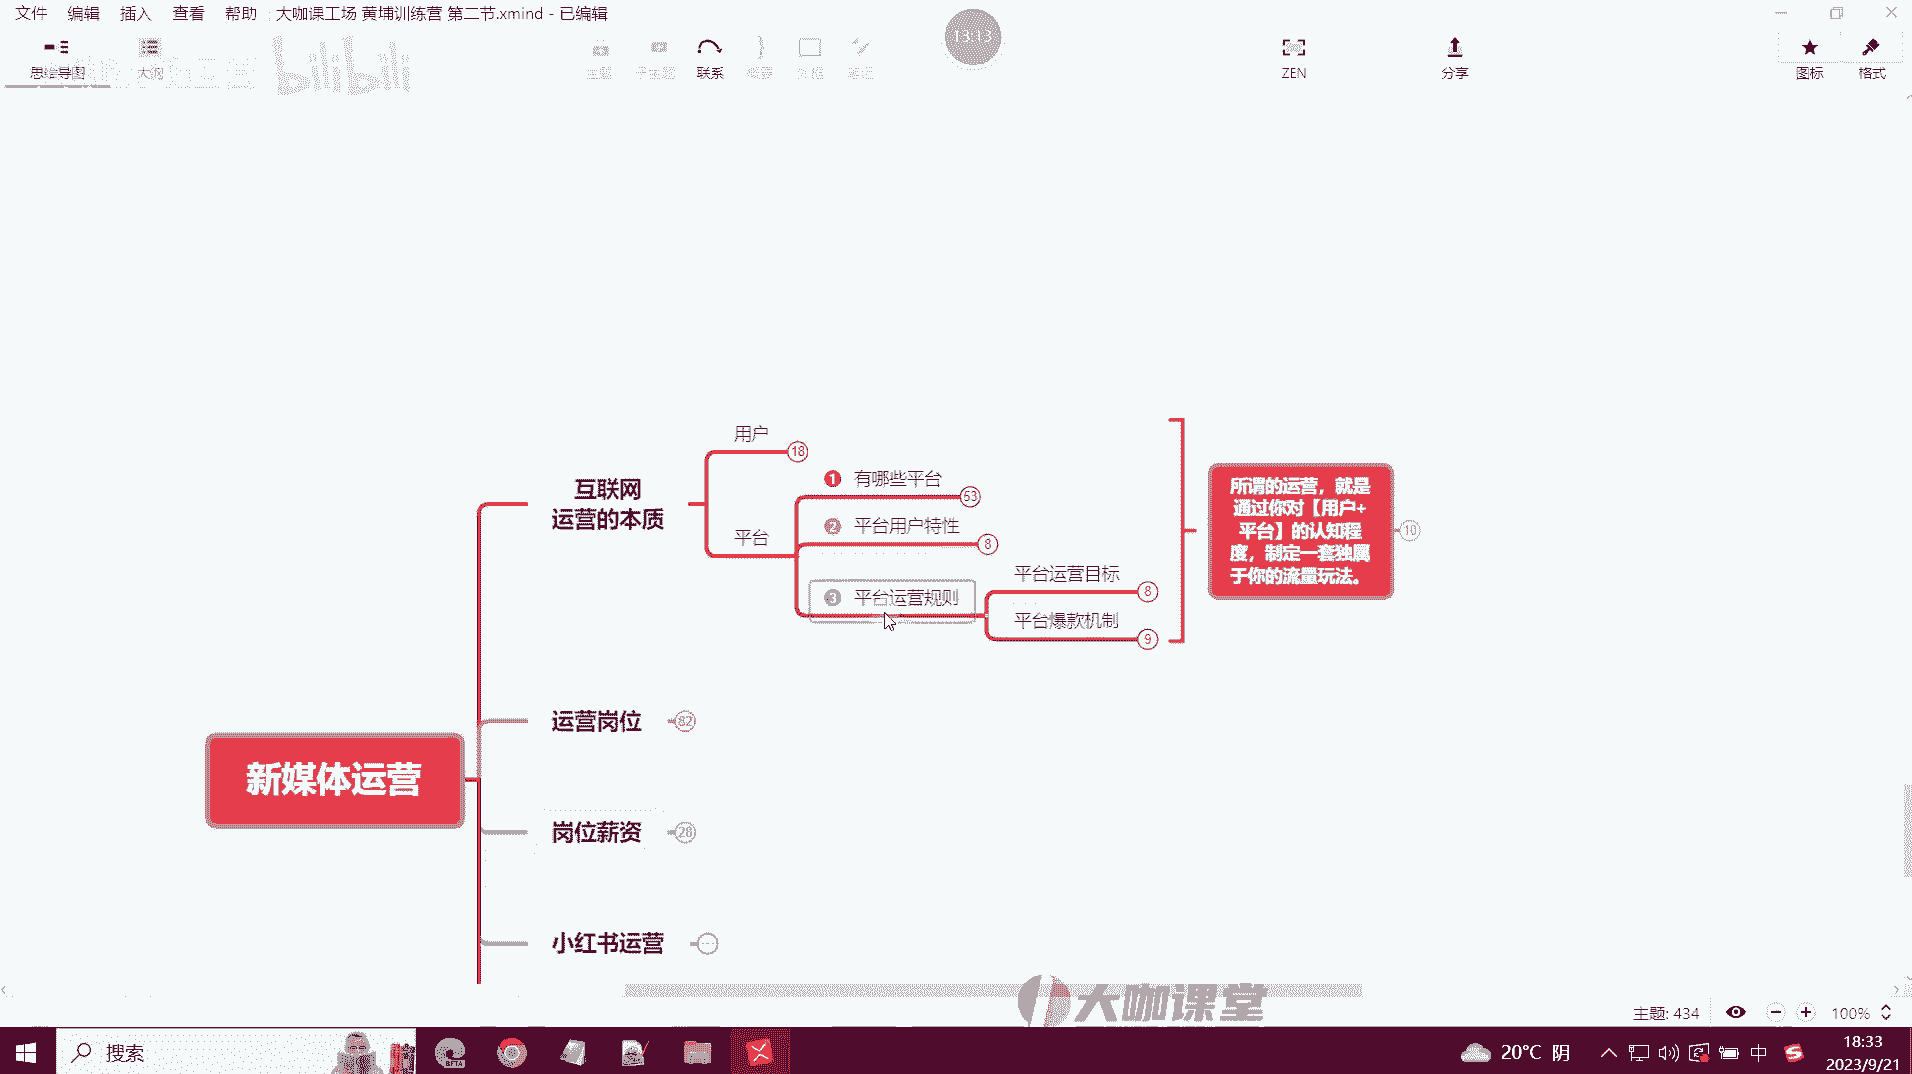 文件 编辑 插入 查看 帮助 大咖课工场 黄埔训练营 第二节.xmind - 已编辑
13:13
思维导图 大纲 主题 子主题 联系 概要 外框 笔记 ZEN 分享 图标 格式
bilibili
用户
18
1 有哪些平台
53
互联网
运营的本质
2 平台用户特性
8
平台
平台运营目标
8
3 平台运营规则
平台爆款机制
9
所谓的运营，就是
通过你对【用户+
平台】的认知程
度，制定一套独属
于你的流量玩法。
10
运营岗位
82
新媒体运营
岗位薪资
28
小红书运营
大咖课堂
主题: 434 100%
搜索
20°C 阴
中
18:33
2023/9/21